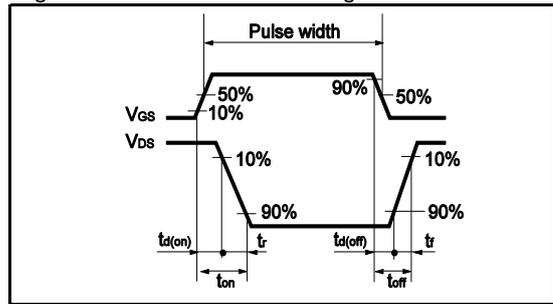 Pulse width
90%
50%
50%
10%
VGS
VDS
10%
10%
90%
90%
td(on)
tr
td(off)
tf
ton
toff